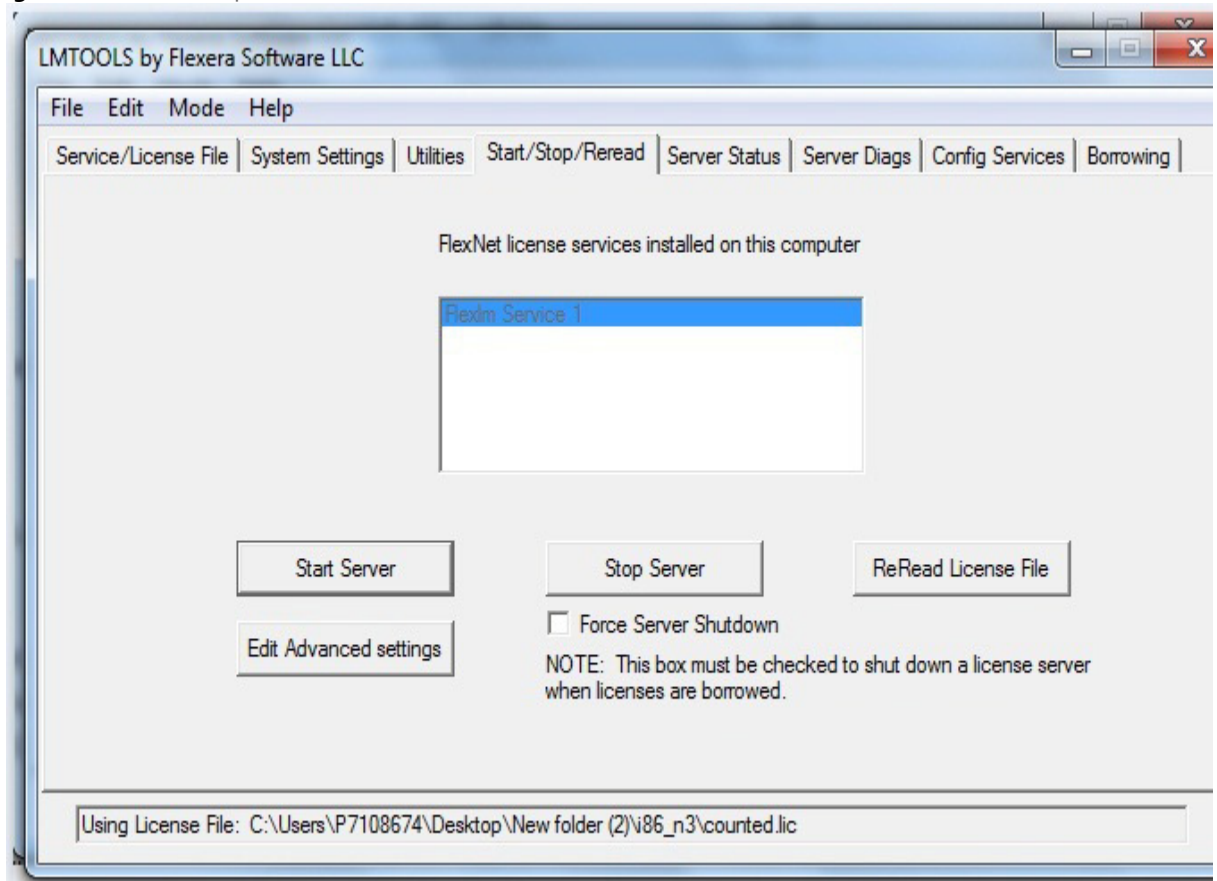 LMTOOLS by Flexera Software LLC
File Edit Mode Help
Service/License File System Settings Utilities Start/Stop/Reread Server Status Server Diags Config Services Borrowing
FlexNet license services installed on this computer
Flexlm Service 1
Start Server Stop Server ReRead License File
Force Server Shutdown
Edit Advanced settings
NOTE: This box must be checked to shut down a license server
when licenses are borrowed.
Using License File: C:\Users\P7108674\Desktop\New folder (2)\i86_n3\counted.lic